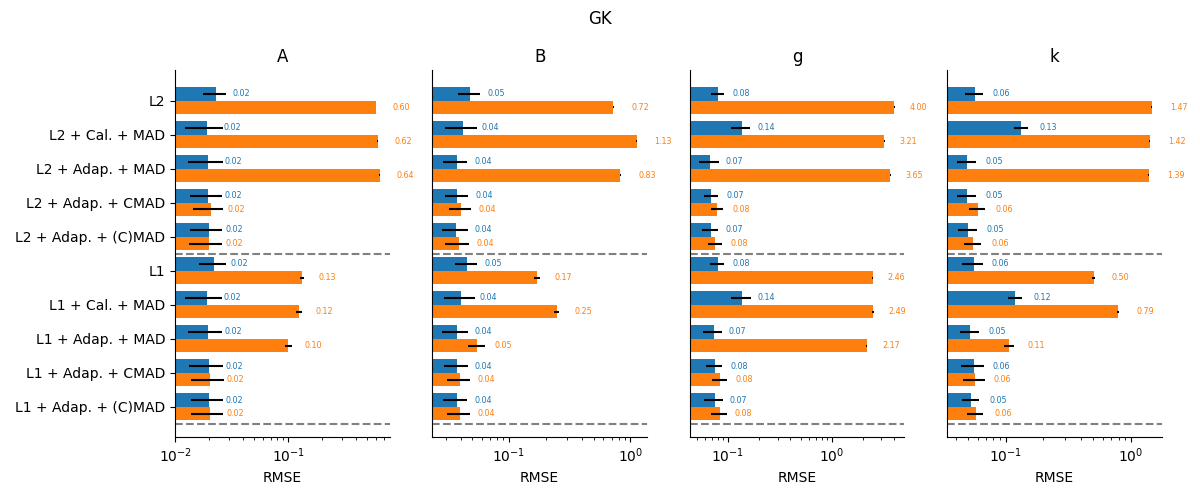 GK
A B g k
L2 0.02 0.05 0.08 0.06
0.60 0.72 4.00 1.47
L2 + Cal. + MAD 0.02 0.04 0.14 0.13
0.62 1.13 3.21 1.42
L2 + Adap. + MAD 0.02 0.04 0.07 0.05
0.64 0.83 3.65 1.39
L2 + Adap. + CMAD 0.02 0.04 0.07 0.05
0.02 0.04 0.08 0.06
L2 + Adap. + (C)MAD 0.02 0.04 0.07 0.05
0.02 0.04 0.08 0.06
L1 0.02 0.05 0.08 0.06
0.13 0.17 2.46 0.50
L1 + Cal. + MAD 0.02 0.04 0.14 0.12
0.12 0.25 2.49 0.79
L1 + Adap. + MAD 0.02 0.04 0.07 0.05
0.10 0.05 2.17 0.11
L1 + Adap. + CMAD 0.02 0.04 0.08 0.06
0.02 0.04 0.08 0.06
L1 + Adap. + (C)MAD 0.02 0.04 0.07 0.05
0.02 0.04 0.08 0.06
10⁻² 10⁻¹ 10⁻¹ 10⁰ 10⁻¹ 10⁰ 10⁻¹ 10⁰
RMSE RMSE RMSE RMSE